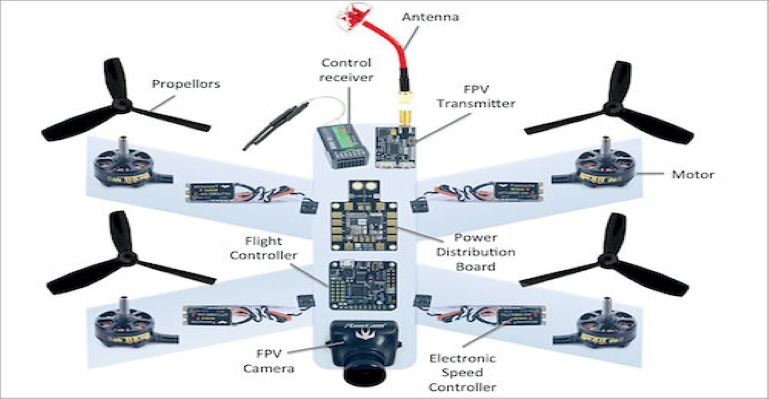 Antenna
Control
receiver
Propellors
FPV
Transmitter
Motor
Flight
Controller
Power
Distribution
Board
FPV
Camera
Electronic
Speed
Controller